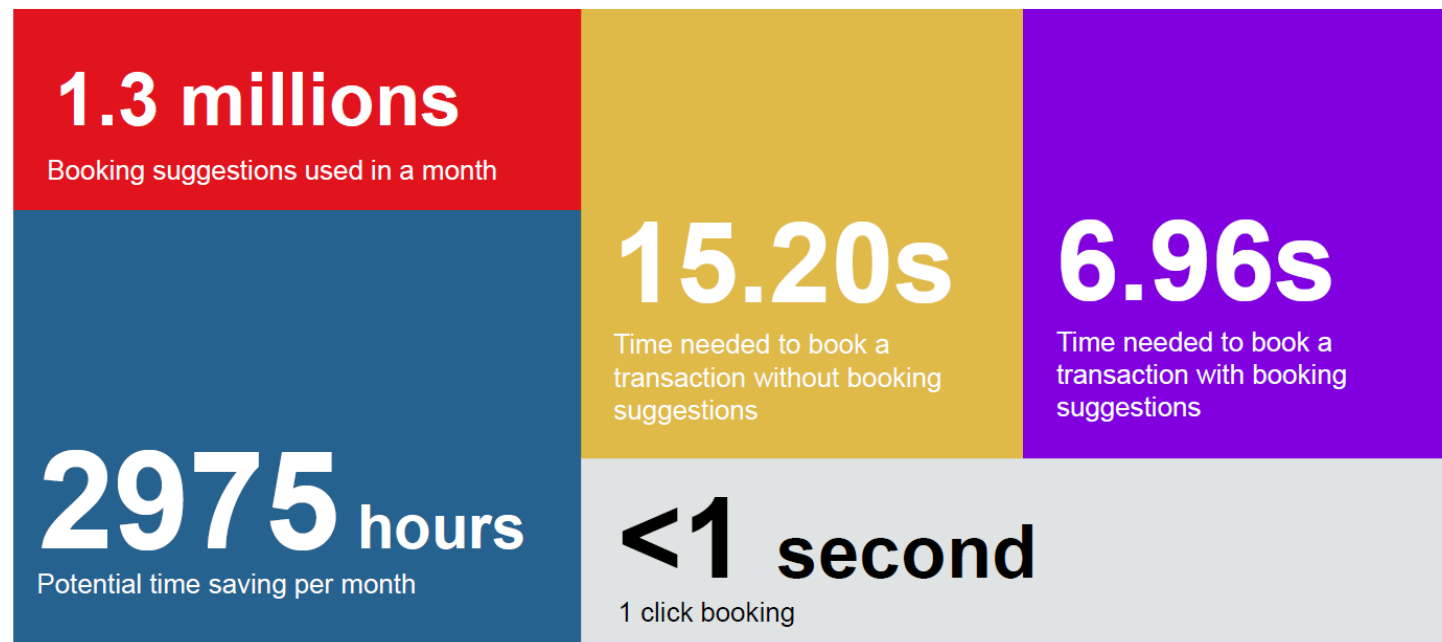 1.3 millions
Booking suggestions used in a month
2975 hours
Potential time saving per month
15.20s
Time needed to book a
transaction without booking
suggestions
6.96s
Time needed to book a
transaction with booking
suggestions
<1 second
1 click booking